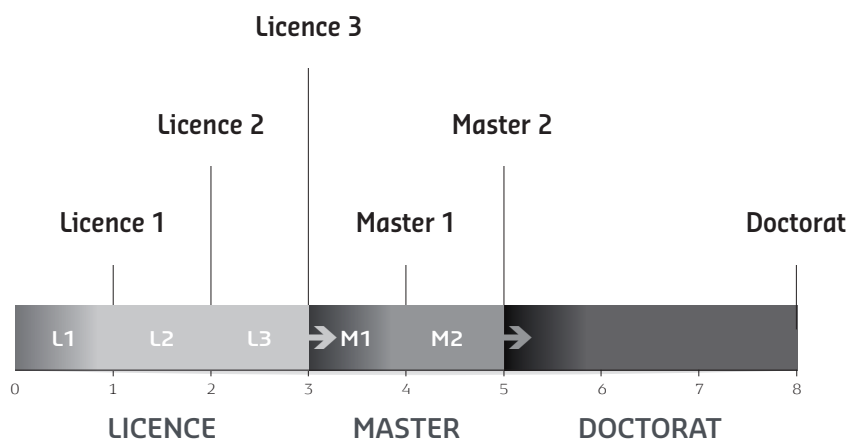 Licence 3
Licence 2
Master 2
Licence 1
Master 1
Doctorat
L1 L2 L3 M1 M2
0 1 2 3 4 5 6 7 8
LICENCE MASTER DOCTORAT